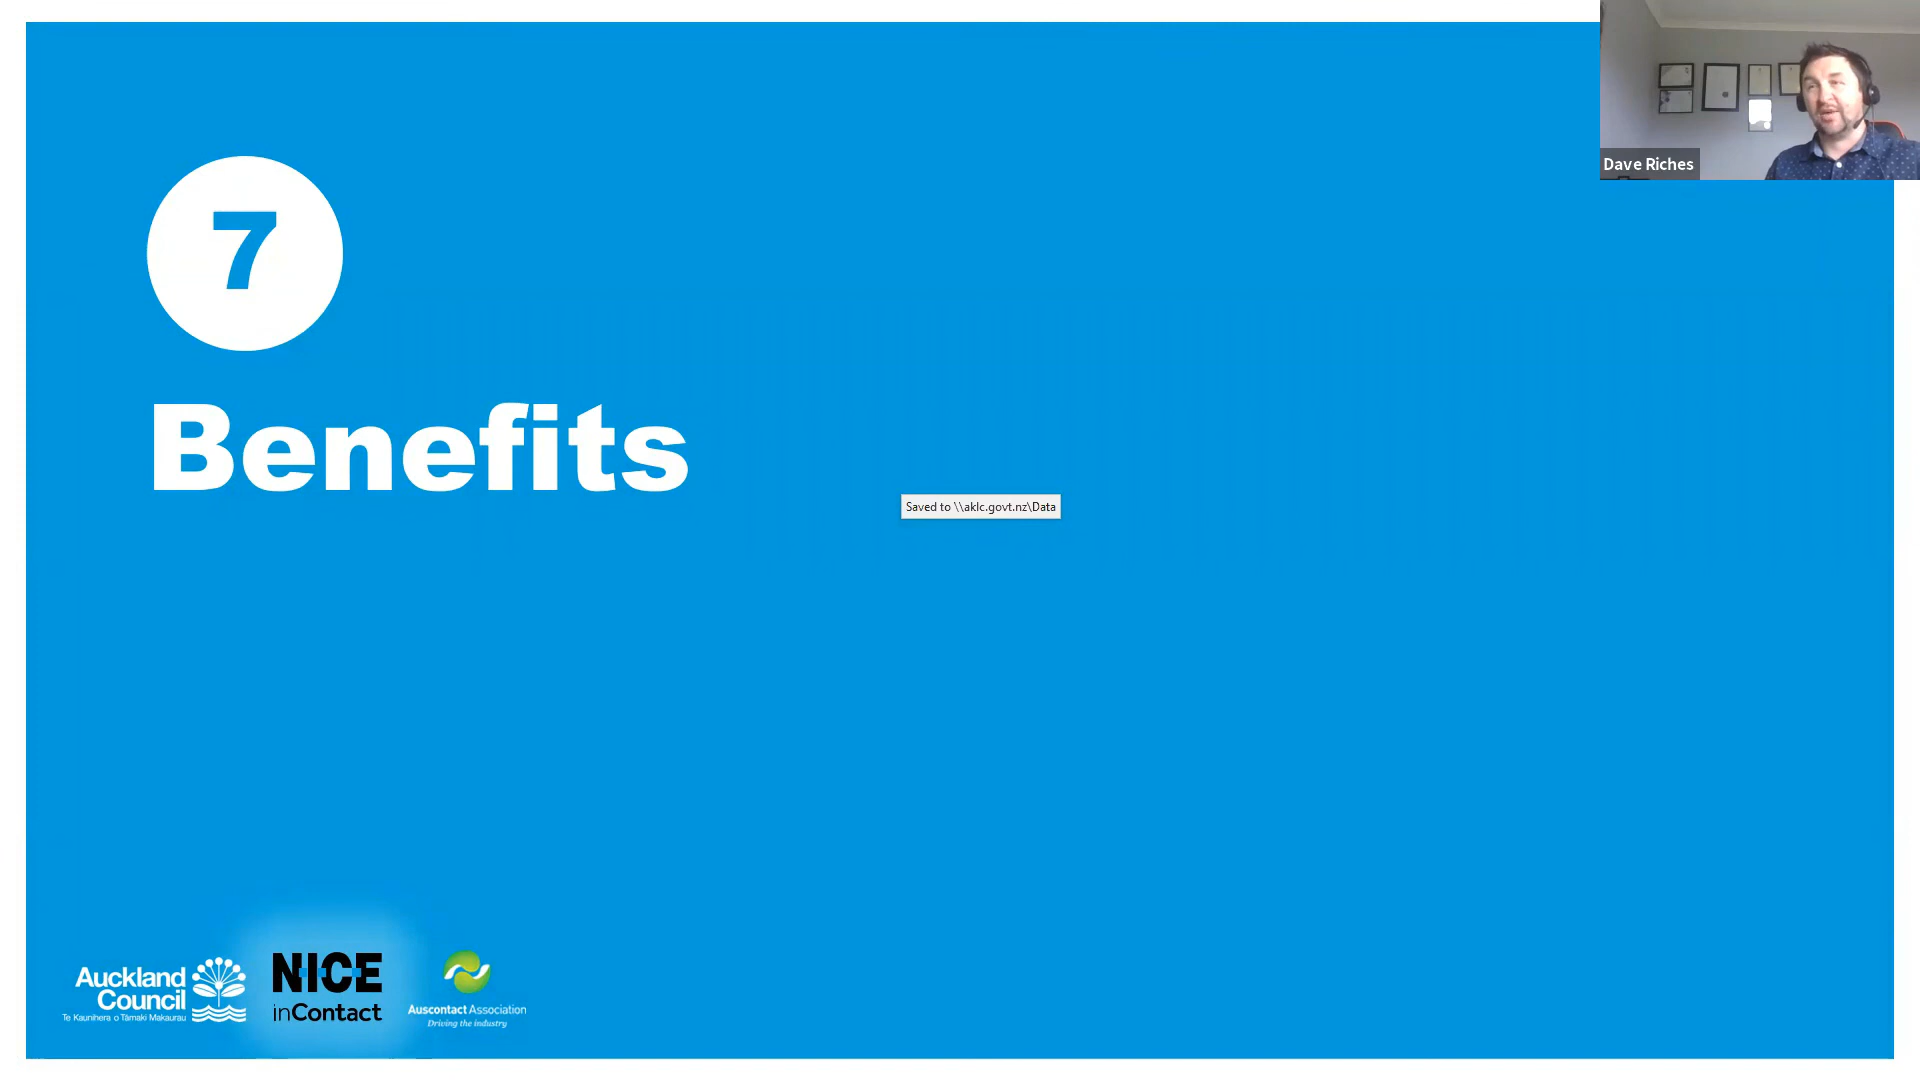 Dave Riches
7
Benefits
Saved to \\aklc.govt.nz\Data
Auckland
Council
Te Kaunihera o Tāmaki Makaurau
NICE
inContact
Auscontact Association
Driving the industry